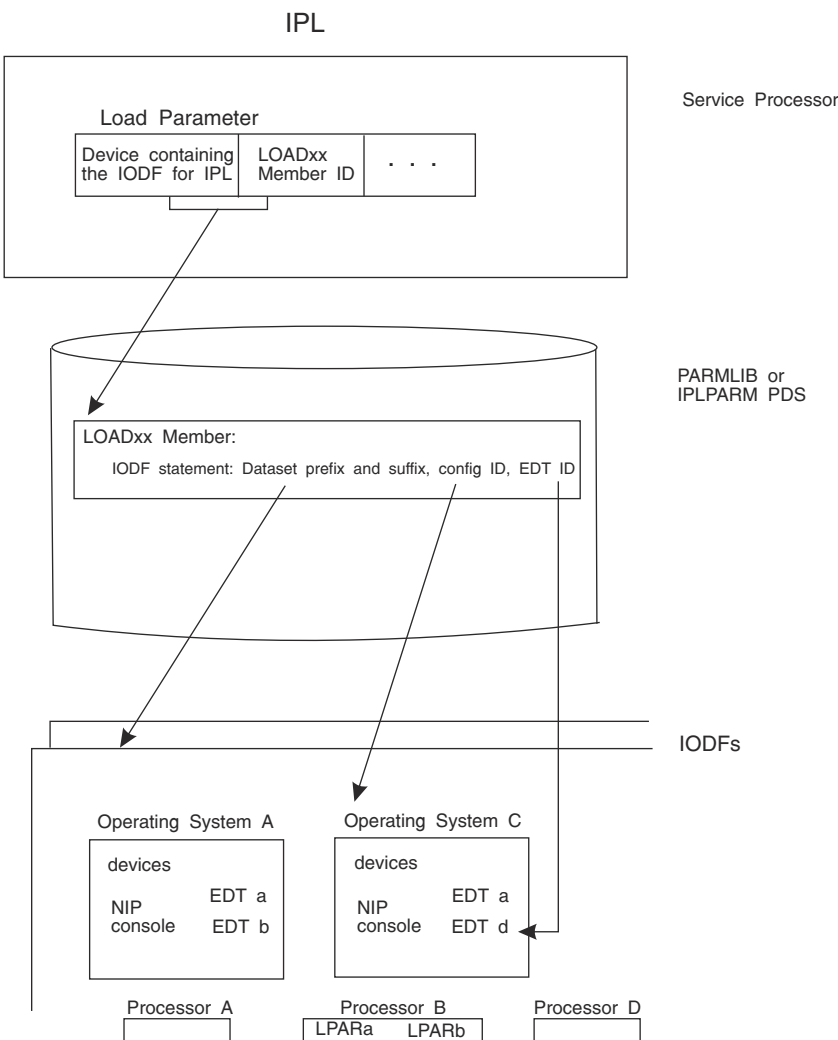 IPL
Service Processor
Load Parameter
Device containing
the IODF for IPL
LOADxx
Member ID
. . .
PARMLIB or
IPLPARM PDS
LOADxx Member:
IODF statement: Dataset prefix and suffix, config ID, EDT ID
IODFs
Operating System A
devices
NIP
console
EDT a
EDT b
Operating System C
devices
NIP
console
EDT a
EDT d
Processor A
Processor B
LPARa LPARb
Processor D